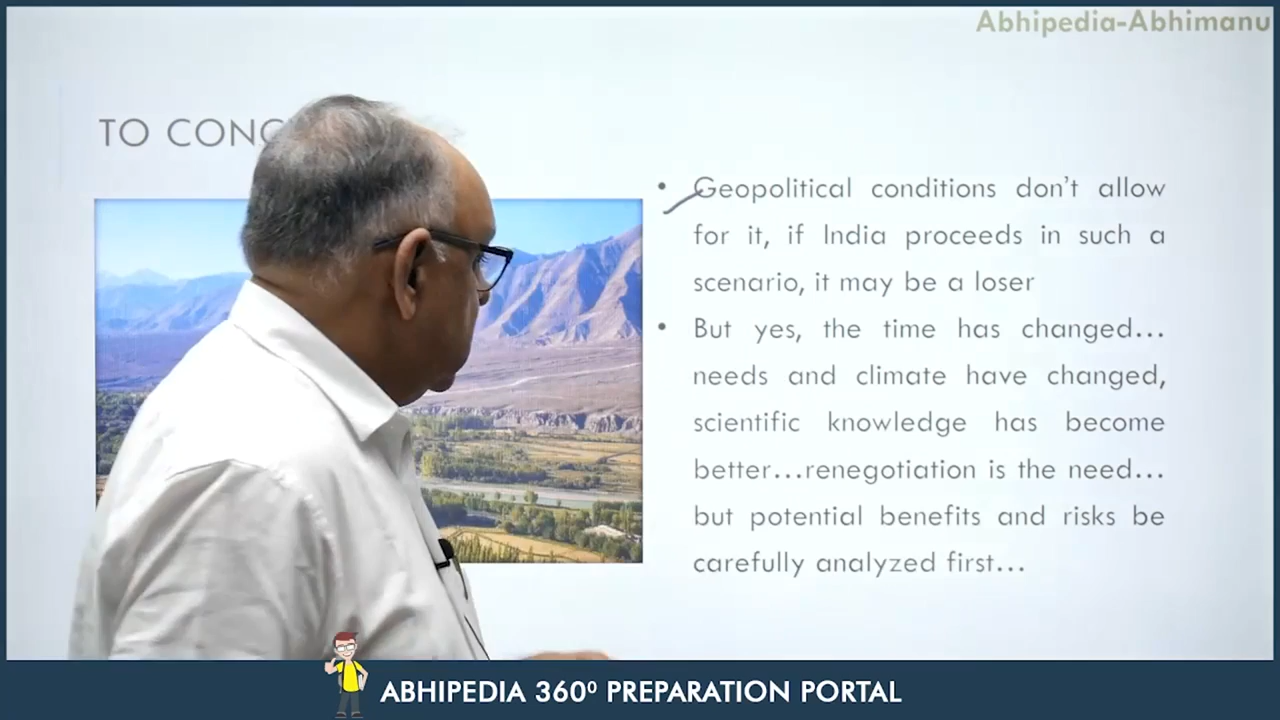 Abhipedia-Abhimanu
TO CONC
Geopolitical conditions don't allow
for it, if India proceeds in such a
scenario, it may be a loser
But yes, the time has changed...
needs and climate have changed,
scientific knowledge has become
better...renegotiation is the need...
but potential benefits and risks be
carefully analyzed first...
ABHIPEDIA 360⁰ PREPARATION PORTAL